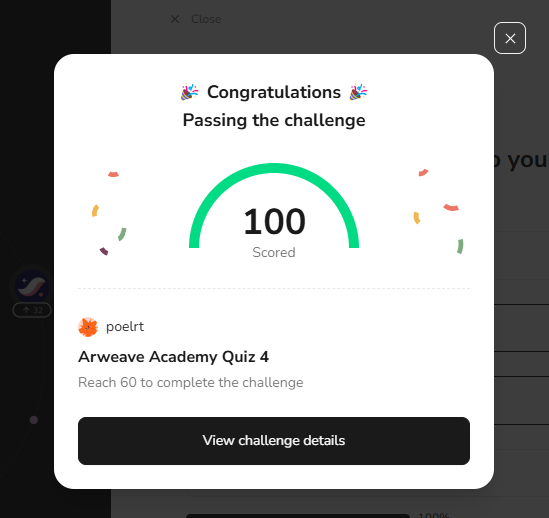 Close
Congratulations
Passing the challenge
o you
100
Scored
32
poelrt
Arweave Academy Quiz 4
Reach 60 to complete the challenge
View challenge details
100%